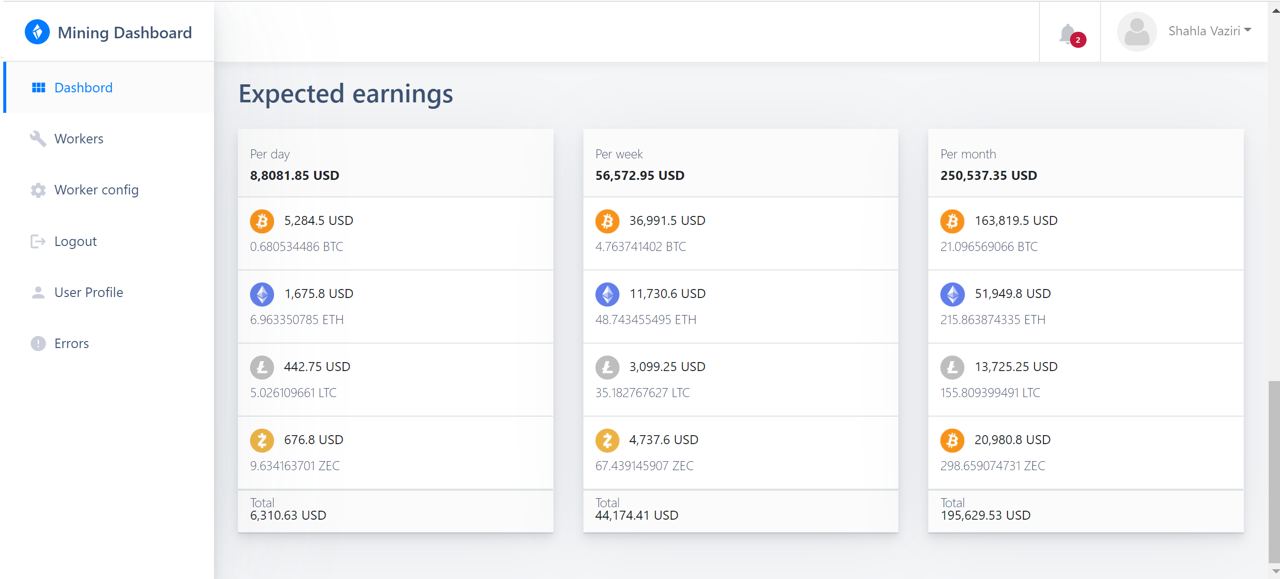 Mining Dashboard
2
Shahla Vaziri
Dashbord
Workers
Worker config
Logout
User Profile
Errors
Expected earnings
Per day
8,8081.85 USD
5,284.5 USD
0.680534486 BTC
1,675.8 USD
6.963350785 ETH
442.75 USD
5.026109661 LTC
676.8 USD
9.634163701 ZEC
Total
6,310.63 USD
Per week
56,572.95 USD
36,991.5 USD
4.763741402 BTC
11,730.6 USD
48.743455495 ETH
3,099.25 USD
35.182767627 LTC
4,737.6 USD
67.439145907 ZEC
Total
44,174.41 USD
Per month
250,537.35 USD
163,819.5 USD
21.096569066 BTC
51,949.8 USD
215.863874335 ETH
13,725.25 USD
155.809399491 LTC
20,980.8 USD
298.659074731 ZEC
Total
195,629.53 USD